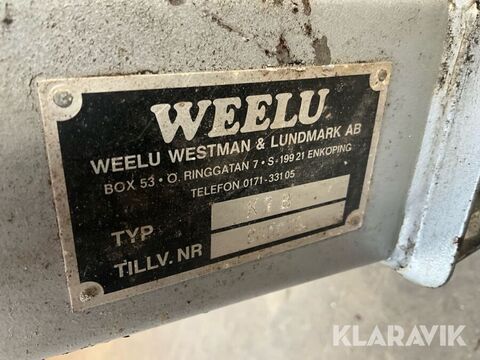 WEELU
WEELU WESTMAN & LUNDMARK AB
BOX 53 • Ö. RINGGATAN 7 • S-199 21 ENKÖPING
TELEFON 0171-331 05
TYP
TILLV. NR
KLARAVIK